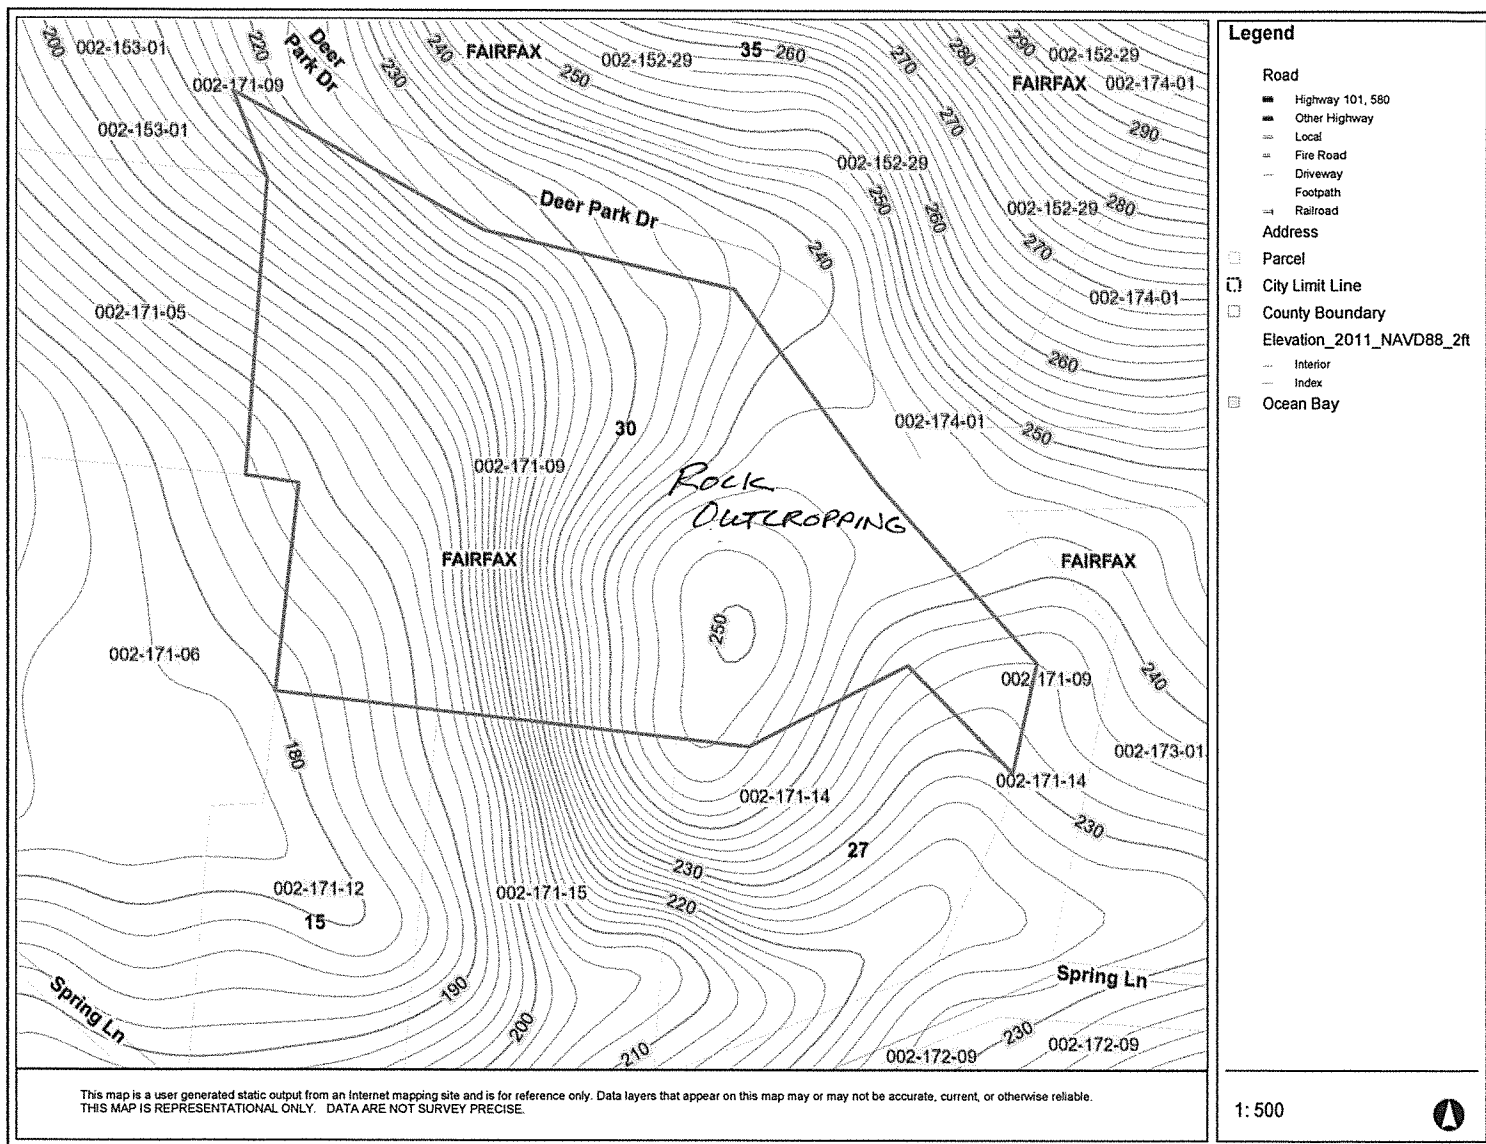 200
002-153-01
220
Deer
Park Dr
240
FAIRFAX
002-152-29
35
260
270
280
290
002-152-29
002-171-09
230
250
FAIRFAX
002-174-01
002-153-01
270
290
002-152-29
250
260
002-152-29
280
Deer Park Dr
240
270
002-171-05
002-174-01
260
30
002-174-01
250
002-171-09
ROCK
OUTCROPPING
FAIRFAX
FAIRFAX
250
002-171-06
002-171-09
240
180
002-173-01
002-171-14
002-171-14
230
27
230
002-171-12
002-171-15
220
15
Spring Ln
190
Spring Ln
200
210
230
002-172-09
002-172-09
This map is a user generated static output from an Internet mapping site and is for reference only. Data layers that appear on this map may or may not be accurate, current, or otherwise reliable.
THIS MAP IS REPRESENTATIONAL ONLY. DATA ARE NOT SURVEY PRECISE.
Legend
Road
Highway 101, 580
Other Highway
Local
Fire Road
Driveway
Footpath
Railroad
Address
Parcel
City Limit Line
County Boundary
Elevation_2011_NAVD88_2ft
Interior
Index
Ocean Bay
1: 500